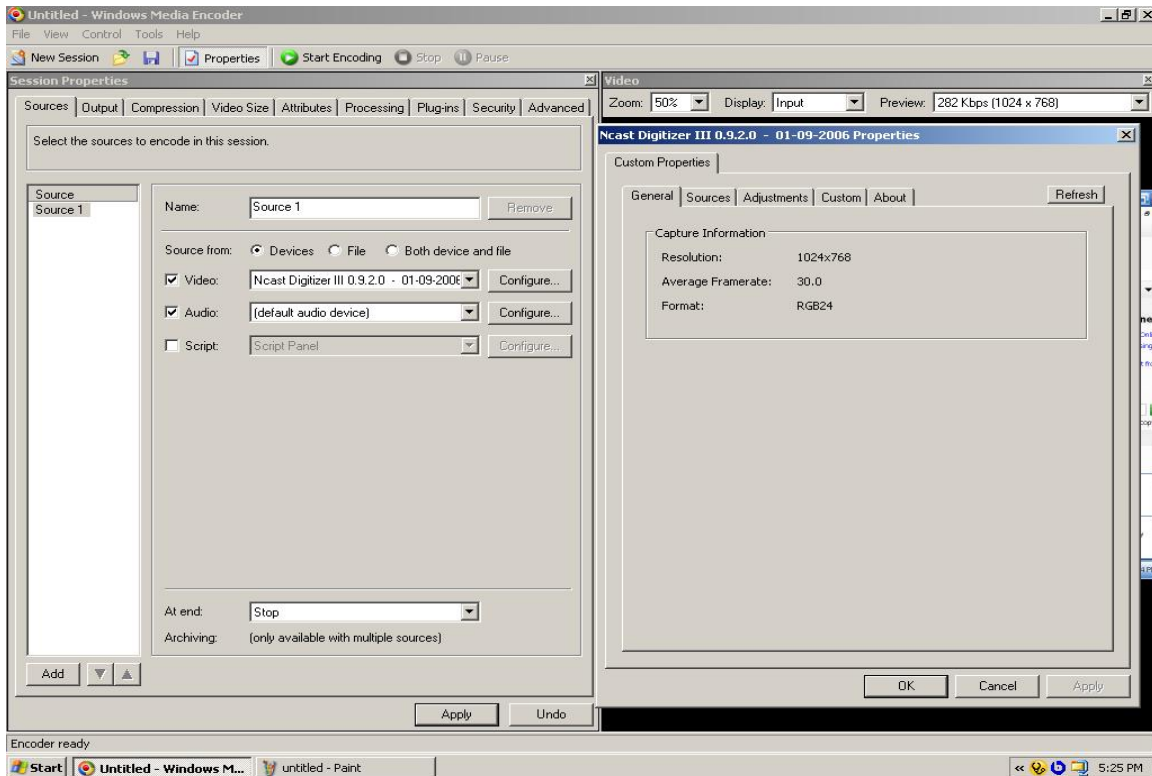 Untitled - Windows Media Encoder
File View Control Tools Help
New Session Properties Start Encoding Stop Pause
Session Properties
Sources Output Compression Video Size Attributes Processing Plug-ins Security Advanced
Select the sources to encode in this session.
Source
Source 1
Name: Source 1 Remove
Source from: Devices File Both device and file
Video: Ncast Digitizer III 0.9.2.0 - 01-09-2006 Configure...
Audio: (default audio device) Configure...
Script: Script Panel Configure...
At end: Stop
Archiving: (only available with multiple sources)
Add
Apply Undo
Video
Zoom: 50% Display: Input Preview: 282 Kbps (1024 x 768)
Ncast Digitizer III 0.9.2.0 - 01-09-2006 Properties
Custom Properties
General Sources Adjustments Custom About Refresh
Capture Information
Resolution: 1024x768
Average Framerate: 30.0
Format: RGB24
OK Cancel Apply
Encoder ready
Start Untitled - Windows M... untitled - Paint 5:25 PM